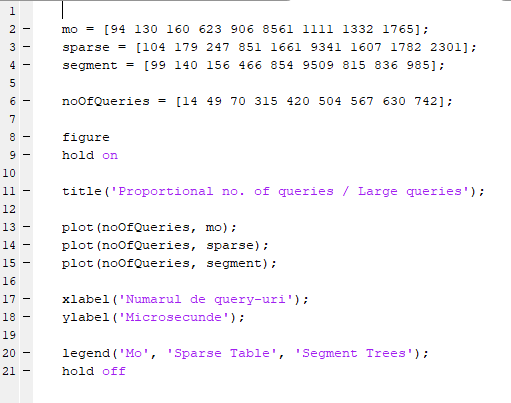 1
2 – mo = [94 130 160 623 906 8561 1111 1332 1765];
3 – sparse = [104 179 247 851 1661 9341 1607 1782 2301];
4 – segment = [99 140 156 466 854 9509 815 836 985];
5
6 – noOfQueries = [14 49 70 315 420 504 567 630 742];
7
8 – figure
9 – hold on
10
11 – title('Proportional no. of queries / Large queries');
12
13 – plot(noOfQueries, mo);
14 – plot(noOfQueries, sparse);
15 – plot(noOfQueries, segment);
16
17 – xlabel('Numarul de query-uri');
18 – ylabel('Microsecunde');
19
20 – legend('Mo', 'Sparse Table', 'Segment Trees');
21 – hold off